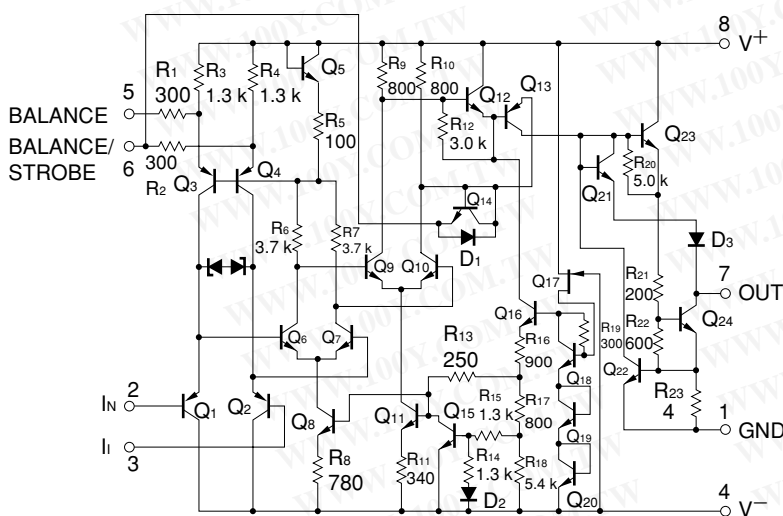 WWW.100Y.COM.TW
8
V+
R1
300
R3
1.3 k
R4
1.3 k
Q5
R9
800
R10
800
Q12
Q13
5
BALANCE
BALANCE/
STROBE
6
300
R2
R5
100
R12
3.0 k
Q23
R20
5.0 k
Q21
Q3
Q4
Q14
D1
D3
R6
3.7 k
R7
3.7 k
Q9
Q10
Q17
7
OUT
R21
200
Q16
R19
300
R22
600
Q24
Q6
Q7
R13
250
R16
900
Q22
R23
4
Q18
2
IN
Q1
Q2
Q8
Q11
Q15
R15
1.3 k
R17
800
1
GND
II
3
Q19
R8
780
R11
340
R14
1.3 k
R18
5.4 k
D2
Q20
4
V−